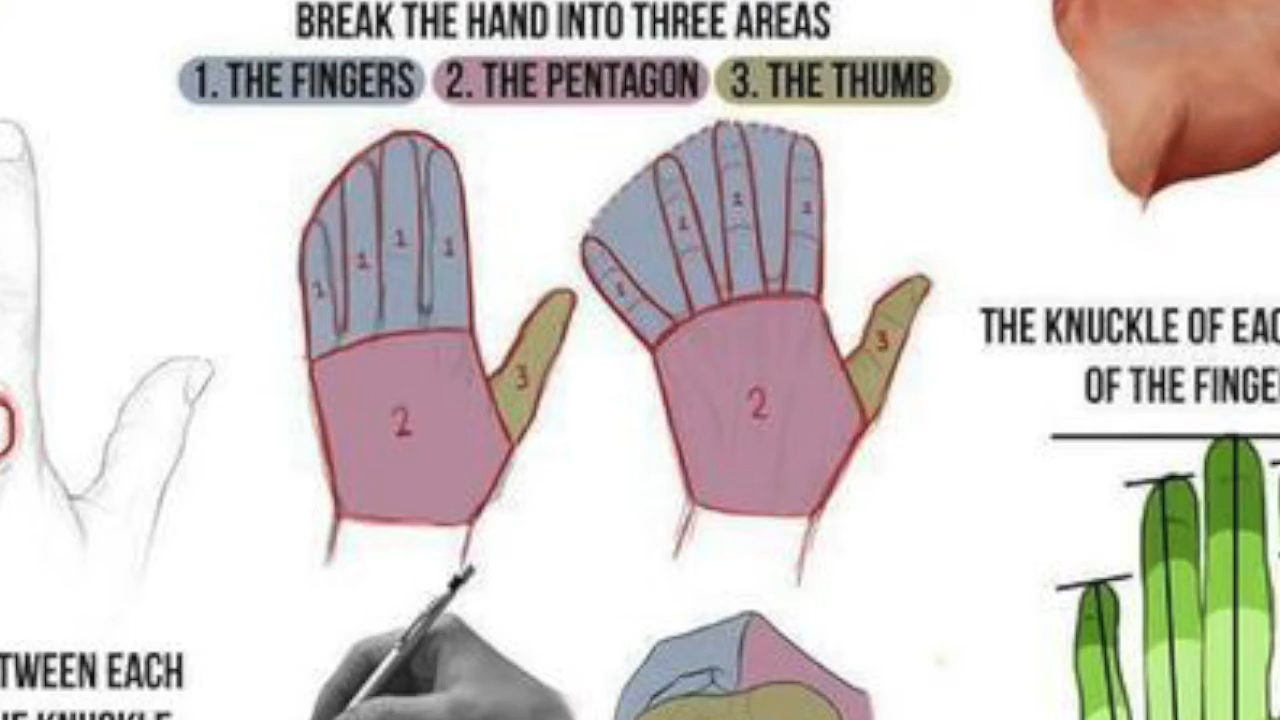 BREAK THE HAND INTO THREE AREAS
1. THE FINGERS 2. THE PENTAGON 3. THE THUMB
1 1 1 1
2
3
1 1 1 1
2
3
THE KNUCKLE OF EAC
OF THE FINGE
TWEEN EACH
KNUCKLE